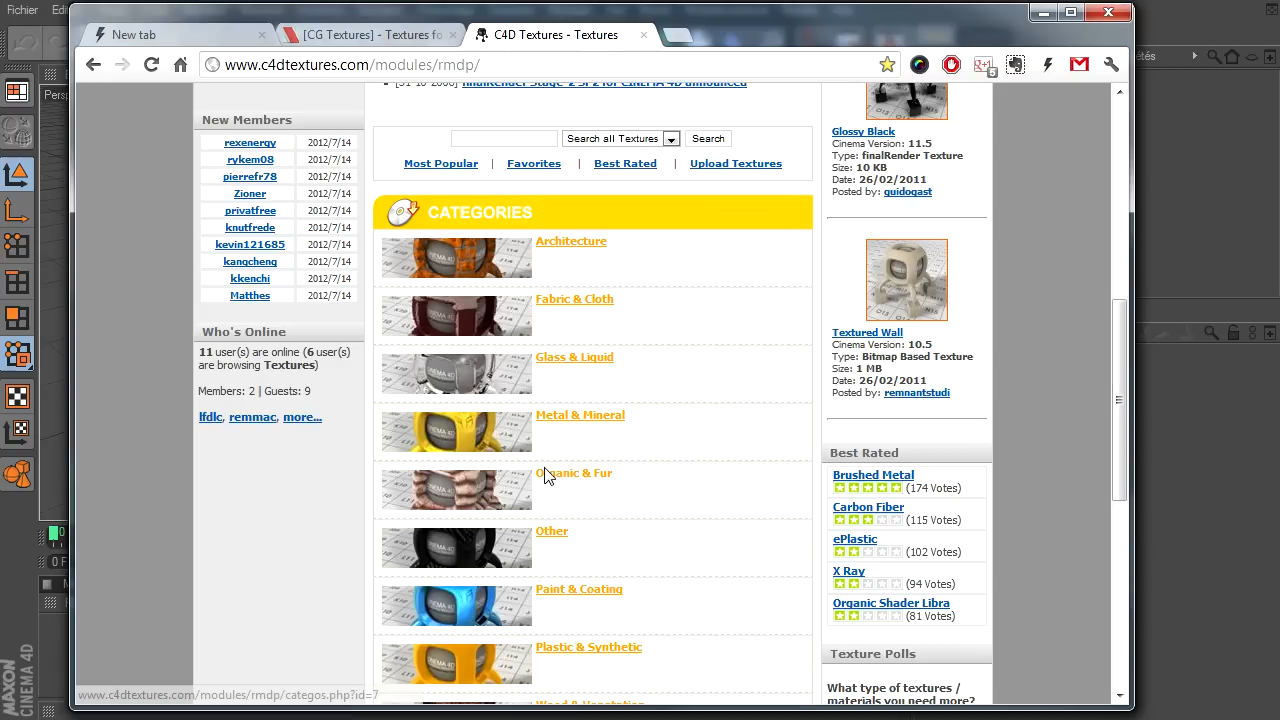 Fichier
New tab
[CG Textures] - Textures fo
C4D Textures - Textures
www.c4dtextures.com/modules/rmdp/
Persp
New Members
rexenergy 2012/7/14
rykem08 2012/7/14
pierrefr78 2012/7/14
Zioner 2012/7/14
privatfree 2012/7/14
knutfrede 2012/7/14
kevin121685 2012/7/14
kangcheng 2012/7/14
kkenchi 2012/7/14
Matthes 2012/7/14
Who's Online
11 user(s) are online (6 user(s)
are browsing Textures)
Members: 2 | Guests: 9
lfdlc, remmac, more...
Search all Textures Search
Most Popular | Favorites | Best Rated | Upload Textures
CATEGORIES
Architecture
Fabric & Cloth
Glass & Liquid
Metal & Mineral
Organic & Fur
Other
Paint & Coating
Plastic & Synthetic
Glossy Black
Cinema Version: 11.5
Type: finalRender Texture
Size: 10 KB
Date: 26/02/2011
Posted by: guidogast
Textured Wall
Cinema Version: 10.5
Type: Bitmap Based Texture
Size: 1 MB
Date: 26/02/2011
Posted by: remnantstudi
Best Rated
Brushed Metal
(174 Votes)
Carbon Fiber
(115 Votes)
ePlastic
(102 Votes)
X Ray
(94 Votes)
Organic Shader Libra
(81 Votes)
Texture Polls
What type of textures /
materials you need more?
www.c4dtextures.com/modules/rmdp/categos.php?id=7
0 F
MAXON
CINEMA 4D